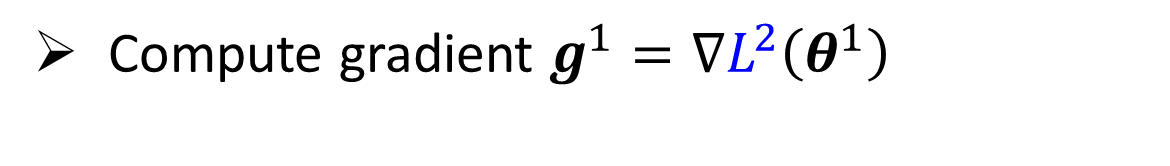 ➢ Compute gradient 𝒈¹ = ∇𝐿²(𝜽¹)